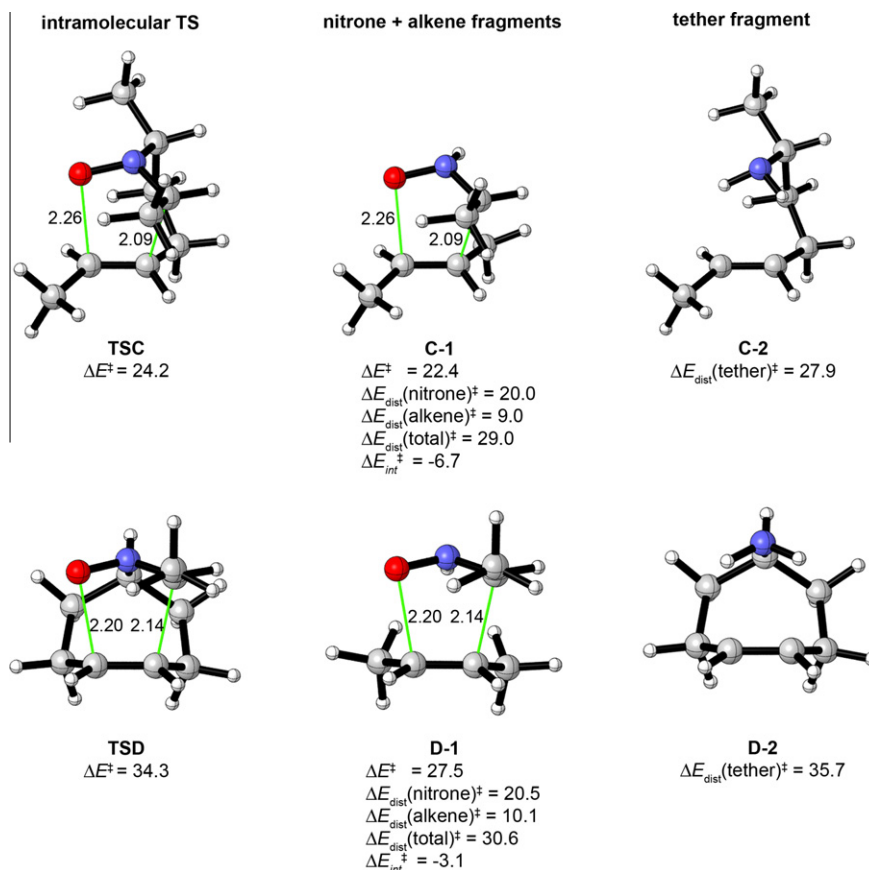 intramolecular TS
nitrone + alkene fragments
tether fragment
2.26
2.09
2.26
2.09
TSC
ΔE‡ = 24.2
C-1
ΔE‡ = 22.4
ΔEdist(nitrone)‡ = 20.0
ΔEdist(alkene)‡ = 9.0
ΔEdist(total)‡ = 29.0
ΔEint‡ = -6.7
C-2
ΔEdist(tether)‡ = 27.9
2.20 2.14
2.20 2.14
TSD
ΔE‡ = 34.3
D-1
ΔE‡ = 27.5
ΔEdist(nitrone)‡ = 20.5
ΔEdist(alkene)‡ = 10.1
ΔEdist(total)‡ = 30.6
ΔEint‡ = -3.1
D-2
ΔEdist(tether)‡ = 35.7